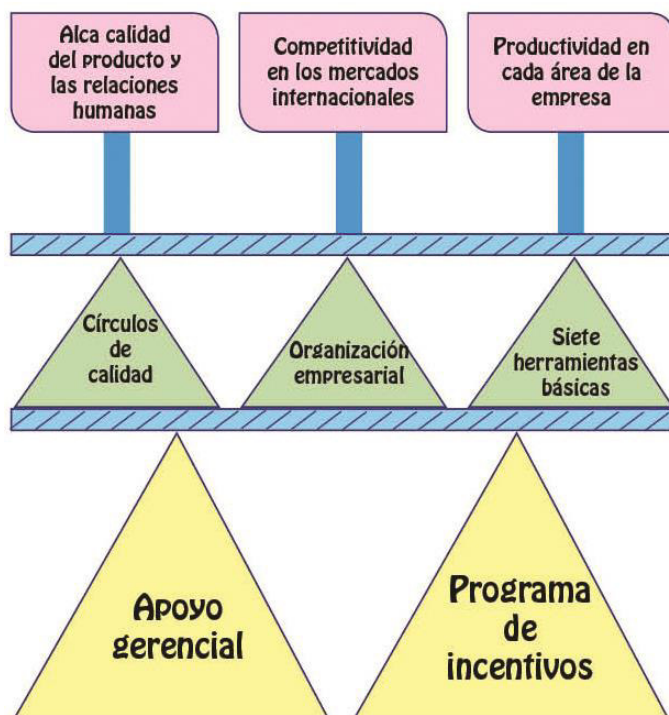 Alca calidad
del producto y
las relaciones
humanas
Competitividad
en los mercados
internacionales
Productividad en
cada área de la
empresa
Círculos
de
calidad
Organización
empresarial
Siete
herramientas
básicas
Apoyo
gerencial
Programa
de
incentivos